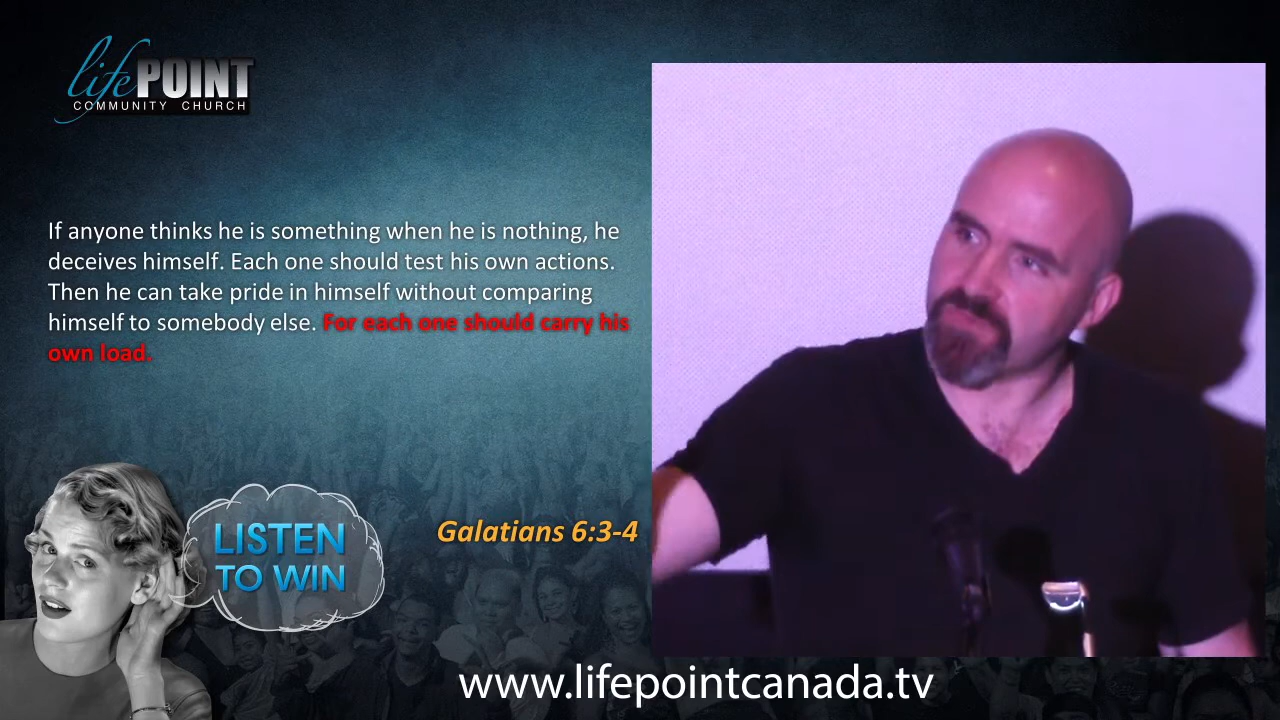 lifePOINT
COMMUNITY CHURCH
If anyone thinks he is something when he is nothing, he
deceives himself. Each one should test his own actions.
Then he can take pride in himself without comparing
himself to somebody else. For each one should carry his
own load.
LISTEN
TO WIN
Galatians 6:3-4
www.lifepointcanada.tv